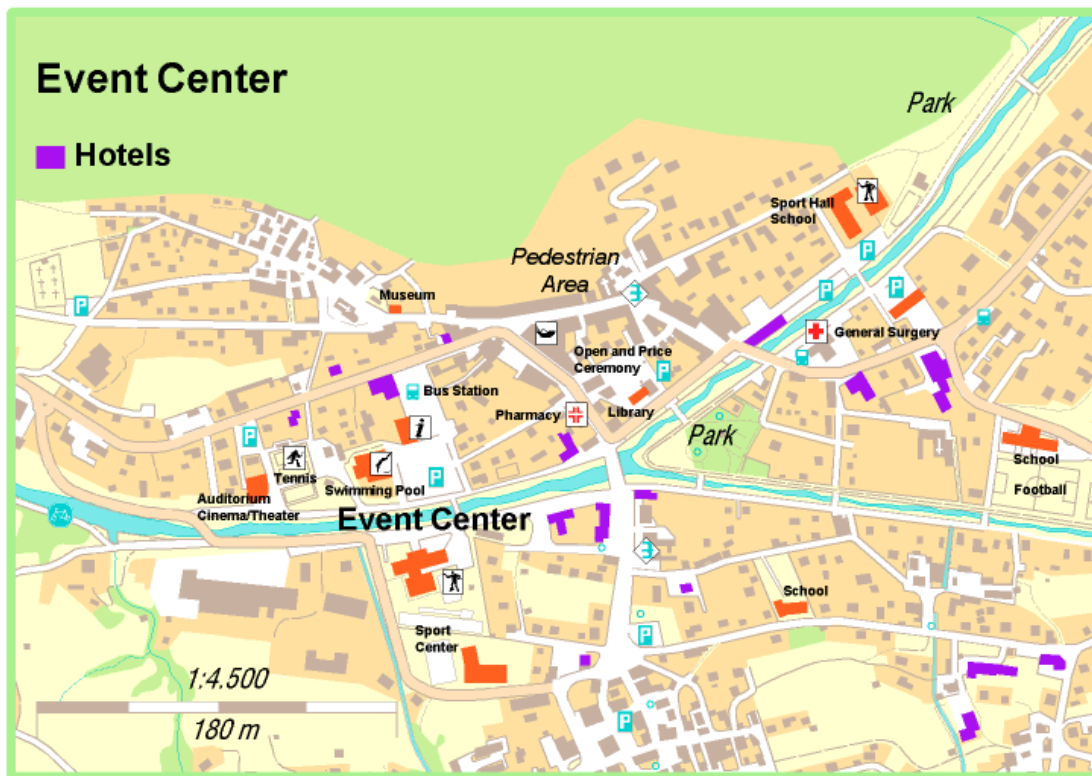 Event Center
Hotels
Park
Sport Hall
School
Pedestrian
Area
Museum
General Surgery
Open and Price
Ceremony
Bus Station
Pharmacy
Library
Park
i
Tennis
Swimming Pool
School
Football
Auditorium
Cinema/Theater
Event Center
School
Sport
Center
1:4.500
180 m
P
P
P
P
P
P
P
P
P